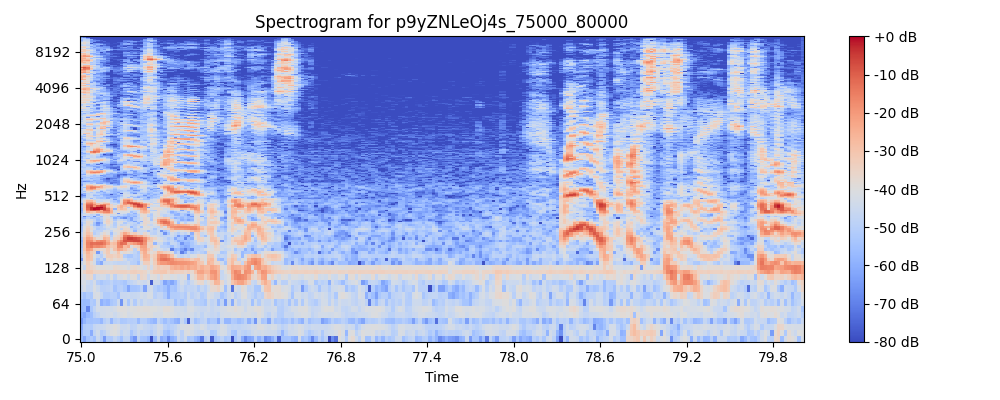 Spectrogram for p9yZNLeOj4s_75000_80000
Hz
8192
4096
2048
1024
512
256
128
64
0
75.0 75.6 76.2 76.8 77.4 78.0 78.6 79.2 79.8
Time
+0 dB
-10 dB
-20 dB
-30 dB
-40 dB
-50 dB
-60 dB
-70 dB
-80 dB